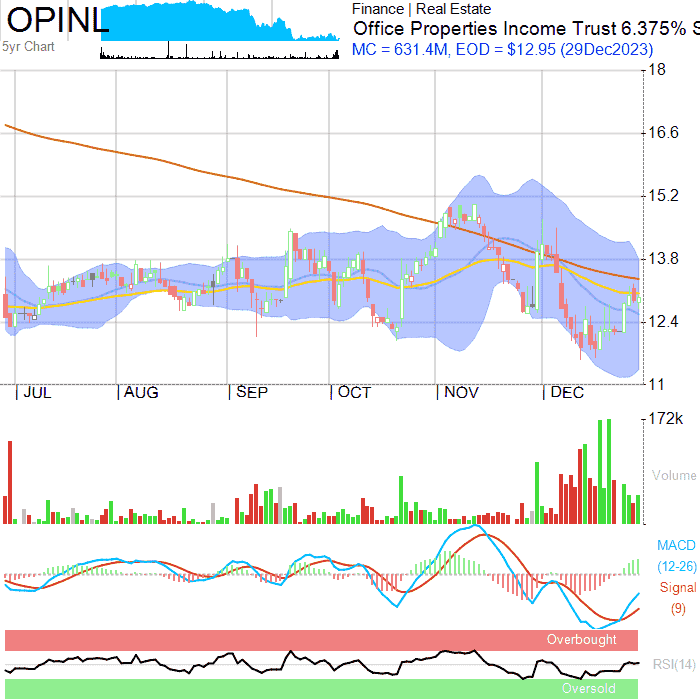 OPINL
5yr Chart
Finance | Real Estate
Office Properties Income Trust 6.375% S
MC = 631.4M, EOD = $12.95 (29Dec2023)
18
16.6
15.2
13.8
12.4
11
JUL AUG SEP OCT NOV DEC
172k
Volume
MACD
(12-26)
Signal
(9)
Overbought
RSI(14)
Oversold